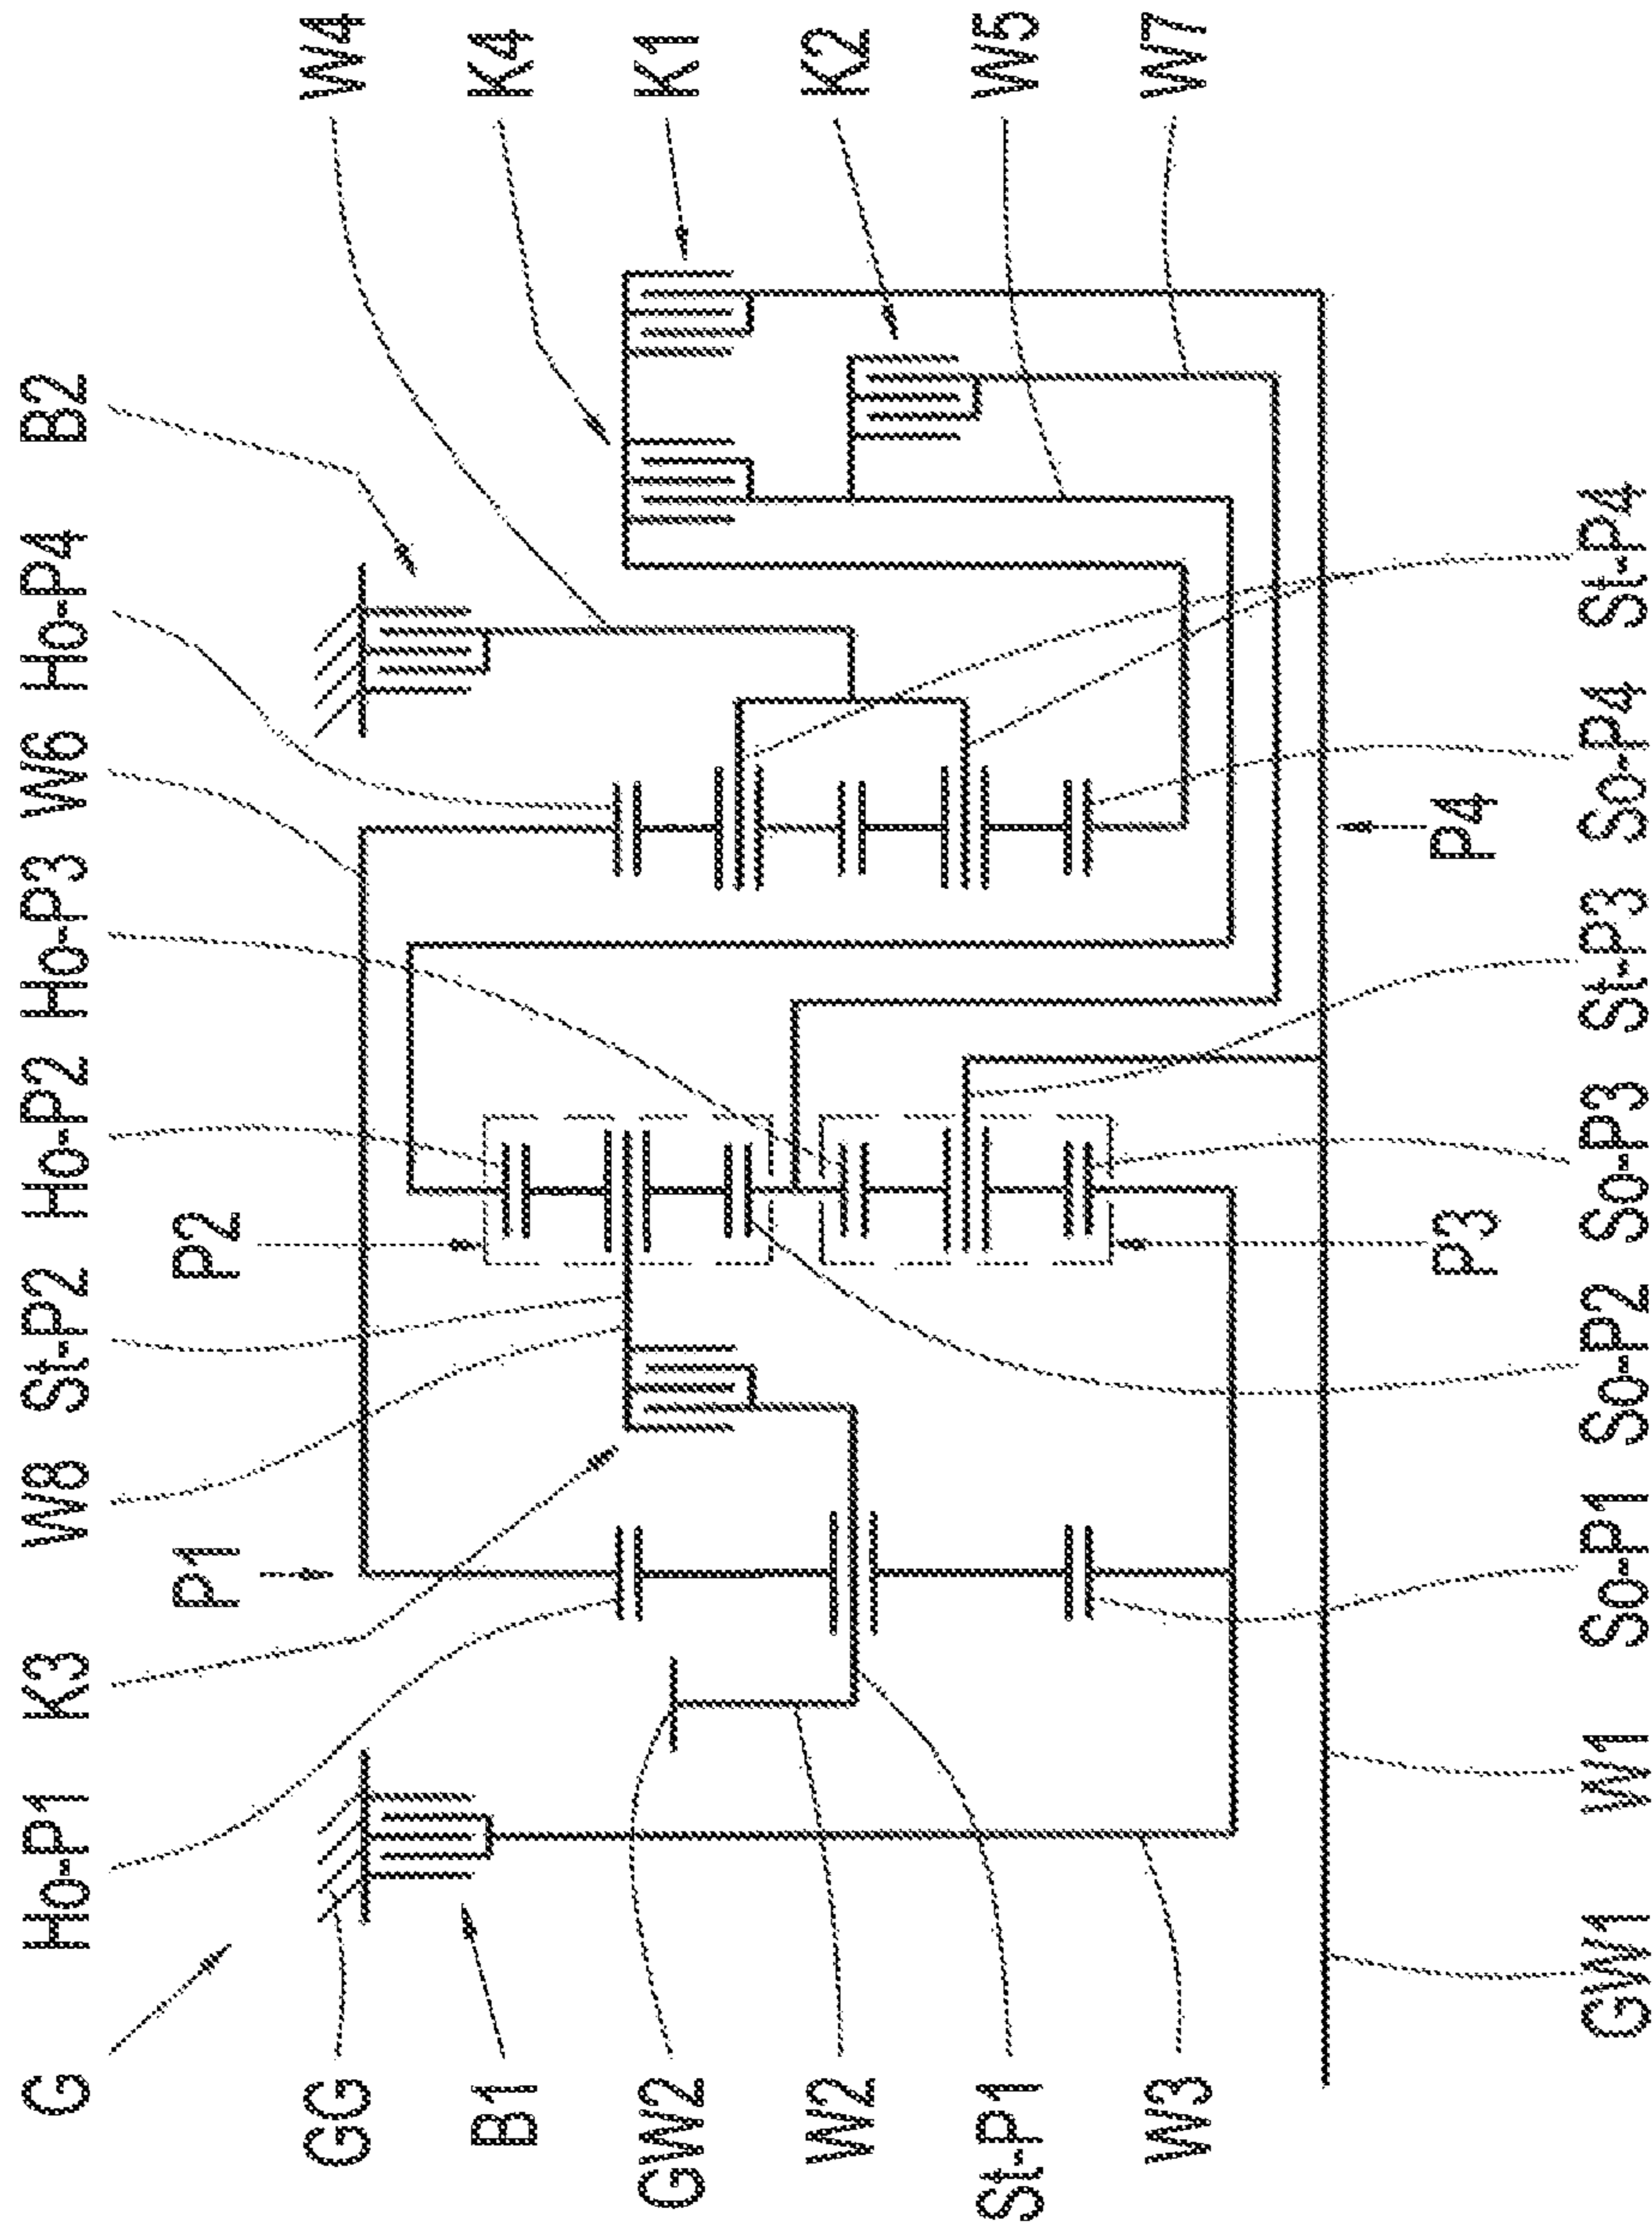 G Ho-P1 K3 W8 St-P2 Ho-P2 Ho-P3 W6 Ho-P4 B2
P1 P2
GG W4
B1 K4
GW2 K1
W2 K2
St-P1 W5
W3 W7
P3 P4
GW1 W1 So-P1 So-P2 So-P3 St-P3 So-P4 St-P4